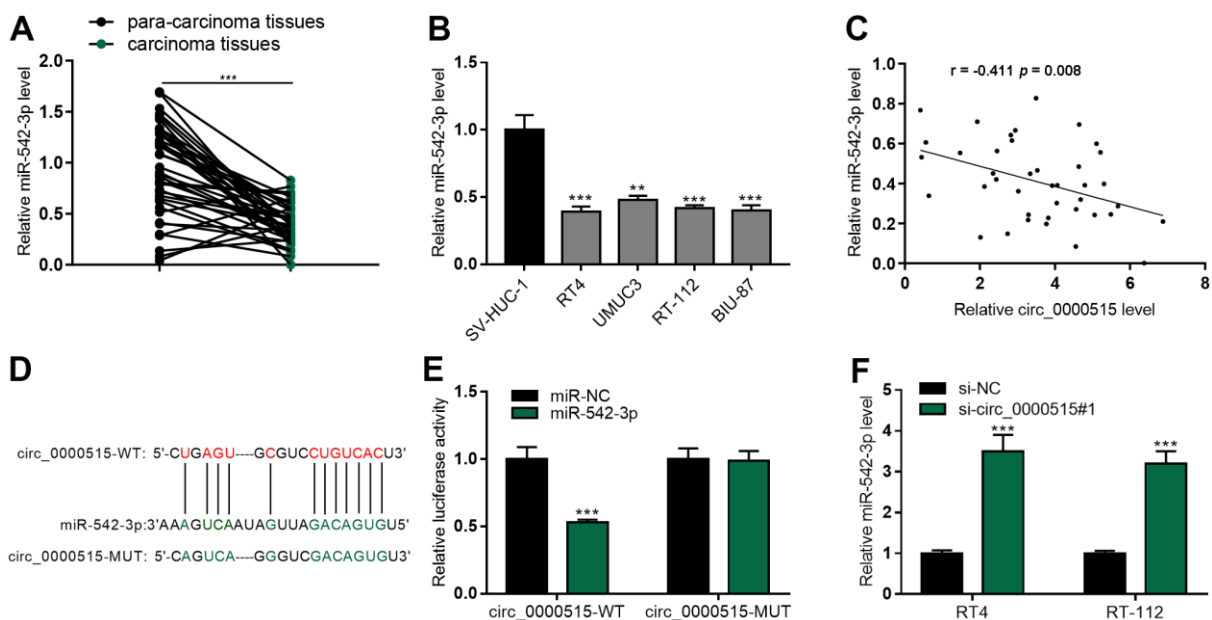 A
para-carcinoma tissues
carcinoma tissues
Relative miR-542-3p level
2.0
1.5
1.0
0.5
0.0
***
B
Relative miR-542-3p level
1.5
1.0
0.5
0.0
***
**
***
***
SV-HUC-1
RT4
UMUC3
RT-112
BIU-87
C
r = -0.411 p = 0.008
Relative miR-542-3p level
1.0
0.8
0.6
0.4
0.2
0.0
0
2
4
6
8
Relative circ_0000515 level
D
circ_0000515-WT: 5'-CUGAGU----GCGUCCUGUCACU3'
miR-542-3p:3'AAAGUCAAUAGUUAGACAGUGU5'
circ_0000515-MUT: 5'-CAGUCA----GGGUCGACAGUGU3'
E
miR-NC
miR-542-3p
Relative luciferase activity
1.5
1.0
0.5
0.0
***
circ_0000515-WT
circ_0000515-MUT
F
si-NC
si-circ_0000515#1
Relative miR-542-3p level
5
4
3
2
1
0
***
***
RT4
RT-112